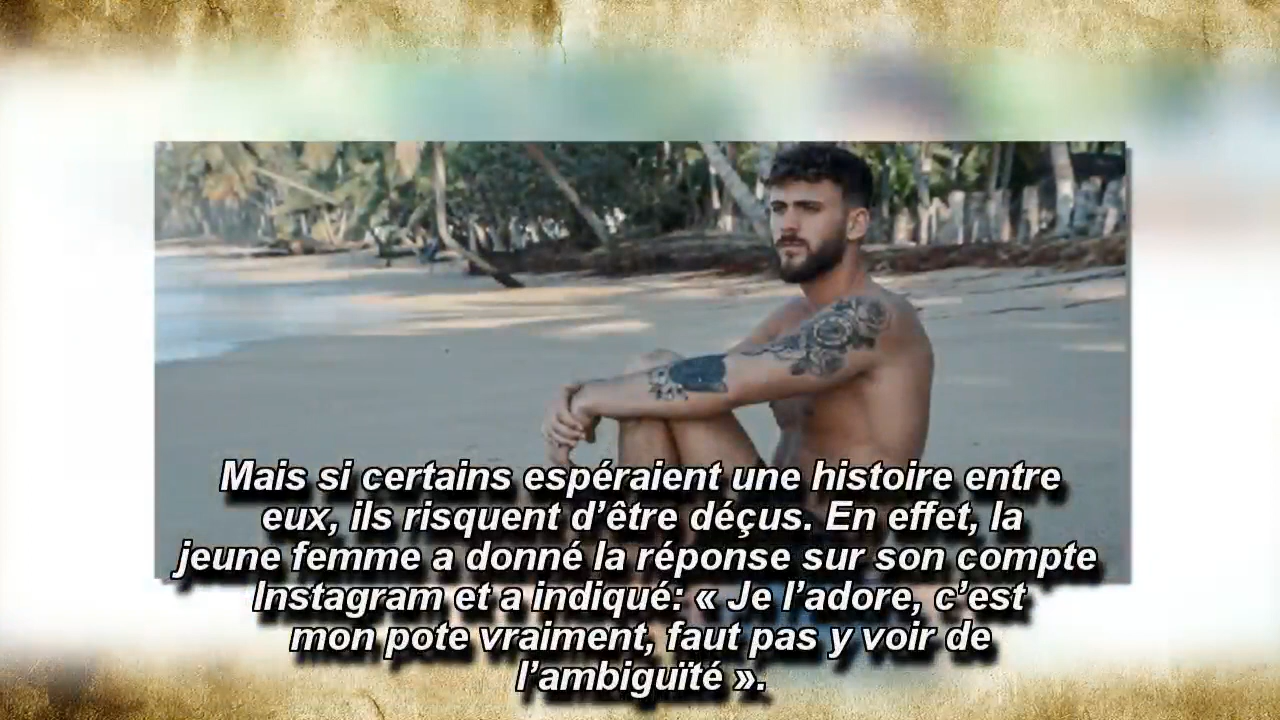 Mais si certains espéraient une histoire entre
eux, ils risquent d’être déçus. En effet, la
jeune femme a donné la réponse sur son compte
Instagram et a indiqué: « Je l’adore, c’est
mon pote vraiment, faut pas y voir de
l’ambiguïté ».